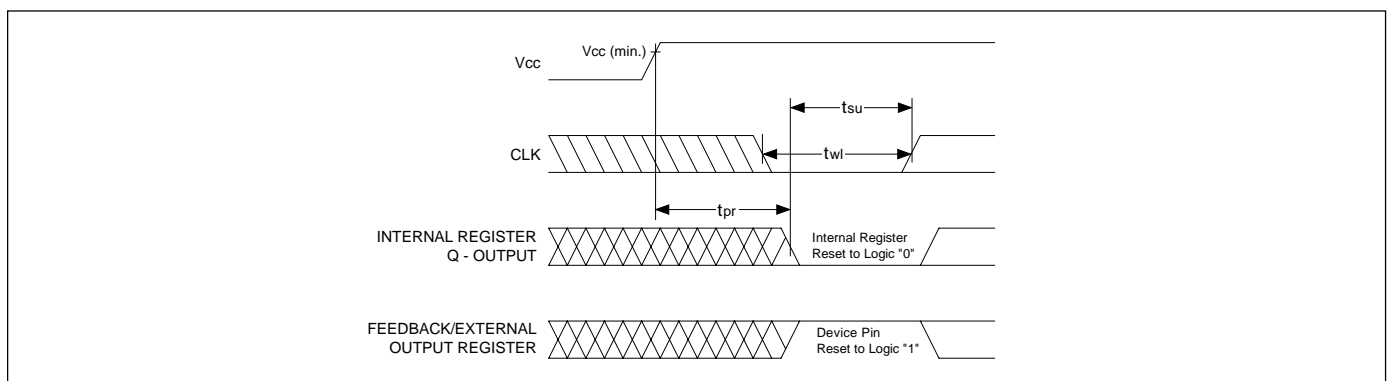 Vcc (min.)
Vcc
tsu
CLK
twl
tpr
INTERNAL REGISTER
Q - OUTPUT
Internal Register
Reset to Logic "0"
FEEDBACK/EXTERNAL
OUTPUT REGISTER
Device Pin
Reset to Logic "1"